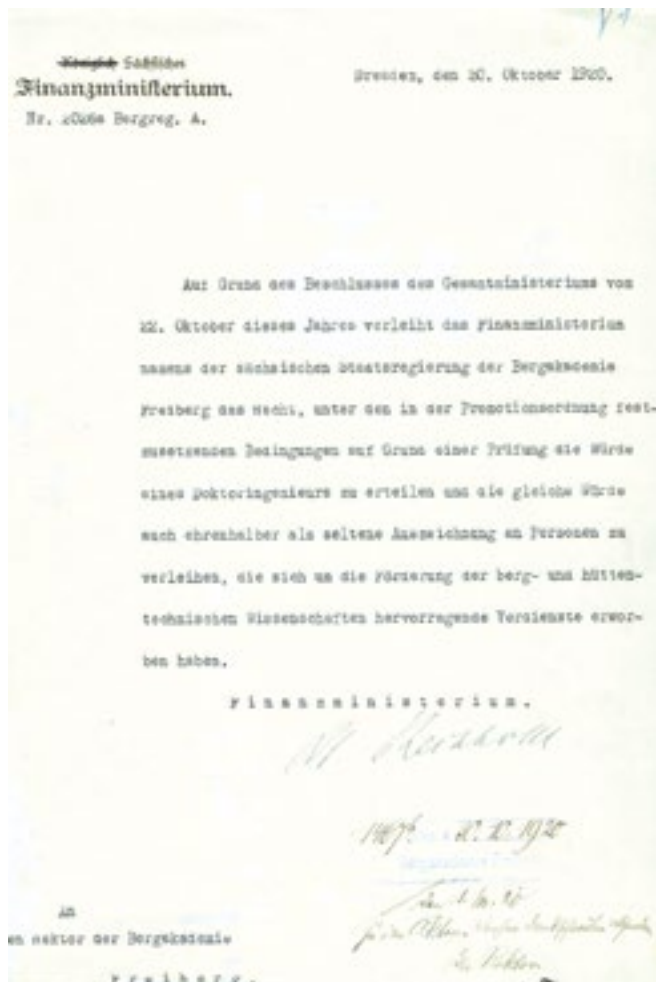 Königlich Sächsisches
Finanzministerium.
Dresden, den 30. Oktober 1920.
Nr. Bergreg. A.
Auf Grund des Beschlusses des Gesamtministeriums vom
22. Oktober dieses Jahres verleiht das Finanzministerium
namens der sächsischen Staatsregierung der Bergakademie
Freiberg das Recht, unter den in der Promotionsordnung fest-
zusetzenden Bedingungen auf Grund einer Prüfung die Würde
eines Doktoringenieurs zu erteilen und die gleiche Würde
auch ehrenhalber als seltene Auszeichnung an Personen zu
verleihen, die sich um die Förderung der berg- und hütten-
technischen Wissenschaften hervorragende Verdienste erwor-
ben haben.
Finanzministerium.
1920
An
en Rektor der Bergakademie
Freiberg.